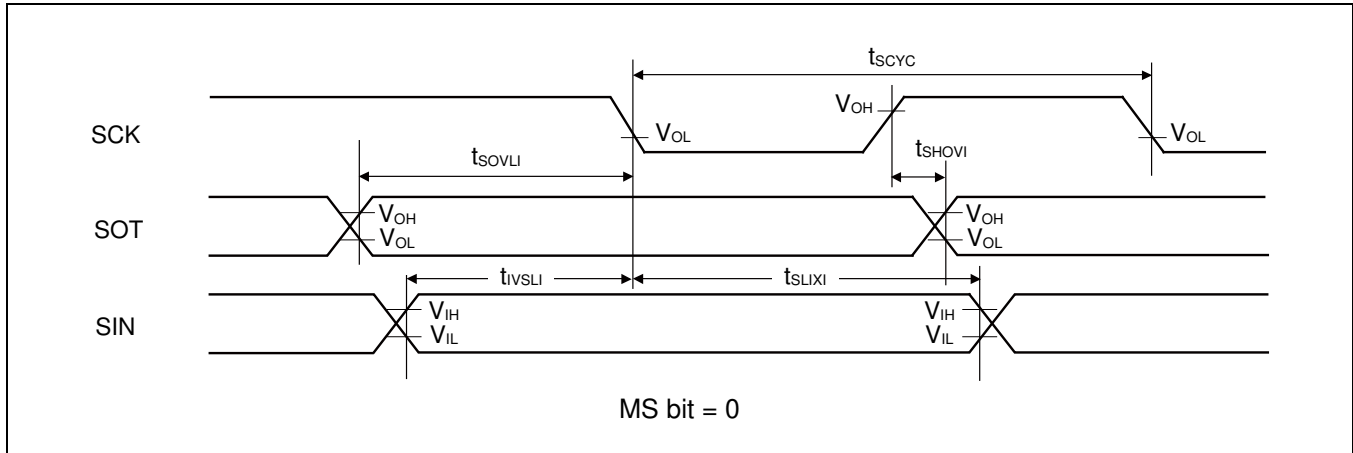 tSCYC
SCK
VOL
VOH
VOL
tSOVLI
tSHOVI
SOT
VOH
VOL
VOH
VOL
tIVSLI
tSLIXI
SIN
VIH
VIL
VIH
VIL
MS bit = 0